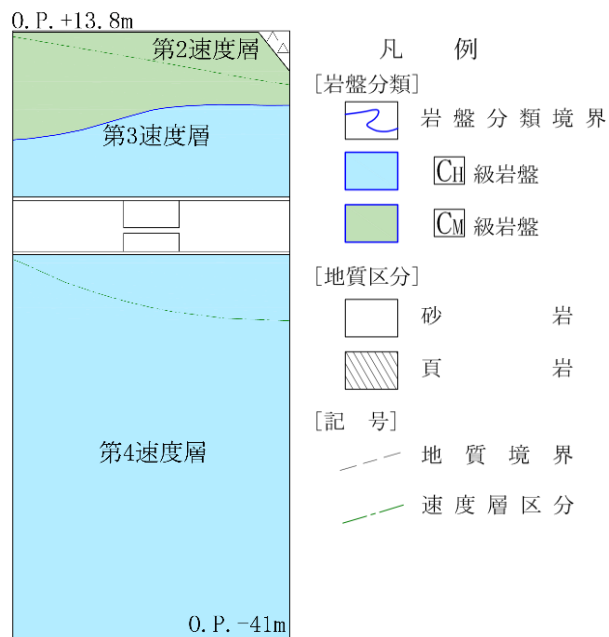 O.P.+13.8m
第2速度層
第3速度層
第4速度層
O.P.-41m
凡 例
[岩盤分類]
岩盤分類境界
CH 級岩盤
CM 級岩盤
[地質区分]
砂 岩
頁 岩
[記 号]
地質境界
速度層区分